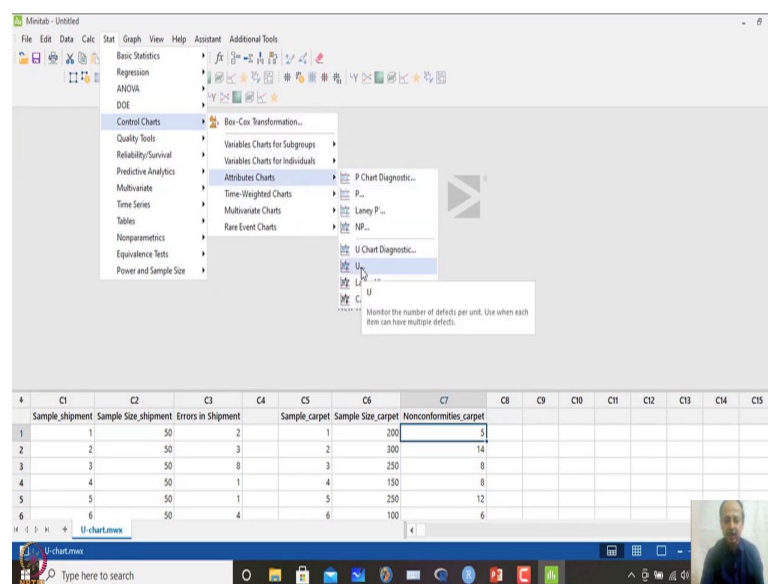 Minitab - Untitled
File Edit Data Calc Stat Graph View Help Assistant Additional Tools
Basic Statistics
Regression
ANOVA
DOE
Control Charts
Quality Tools
Reliability/Survival
Predictive Analytics
Multivariate
Time Series
Tables
Nonparametrics
Equivalence Tests
Power and Sample Size
Box-Cox Transformation...
Variables Charts for Subgroups
Variables Charts for Individuals
Attributes Charts
Time-Weighted Charts
Multivariate Charts
Rare Event Charts
P Chart Diagnostic...
P...
Laney P'...
NP...
U Chart Diagnostic...
U...
C...
U
Monitor the number of defects per unit. Use when each
item can have multiple defects.
C1 C2 C3 C4 C5 C6 C7 C8 C9 C10 C11 C12 C13 C14 C15
Sample_shipment Sample Size_shipment Errors in Shipment Sample_carpet Sample Size_carpet Nonconformities_carpet
1 1 50 2 1 200 5
2 2 50 3 2 300 14
3 3 50 8 3 250 8
4 4 50 1 4 150 8
5 5 50 1 5 250 12
6 6 50 4 6 100 6
U-chart.mwx
U-chart.mwx
Type here to search